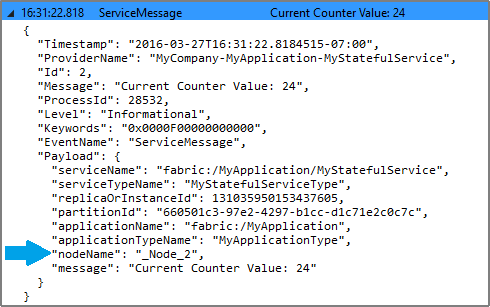 16:31:22.818 ServiceMessage Current Counter Value: 24
{
"Timestamp": "2016-03-27T16:31:22.8184515-07:00",
"ProviderName": "MyCompany-MyApplication-MyStatefulService",
"Id": 2,
"Message": "Current Counter Value: 24",
"ProcessId": 28532,
"Level": "Informational",
"Keywords": "0x0000F00000000000",
"EventName": "ServiceMessage",
"Payload": {
"serviceName": "fabric:/MyApplication/MyStatefulService",
"serviceTypeName": "MyStatefulServiceType",
"replicaOrInstanceId": 131035950153437605,
"partitionId": "660501c3-97e2-4297-b1cc-d1c71e2c0c7c",
"applicationName": "fabric:/MyApplication",
"applicationTypeName": "MyApplicationType",
"nodeName": "_Node_2",
"message": "Current Counter Value: 24"
}
}